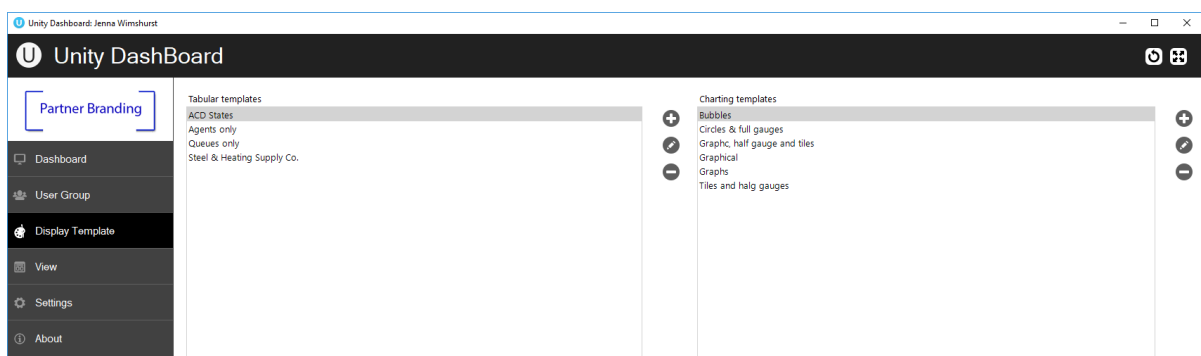 Unity Dashboard: Jenna Wimshurst
U Unity DashBoard
Partner Branding
Dashboard
User Group
Display Template
View
Settings
About
Tabular templates
ACD States
Agents only
Queues only
Steel & Heating Supply Co.
Charting templates
Bubbles
Circles & full gauges
Graphc, half gauge and tiles
Graphical
Graphs
Tiles and halg gauges